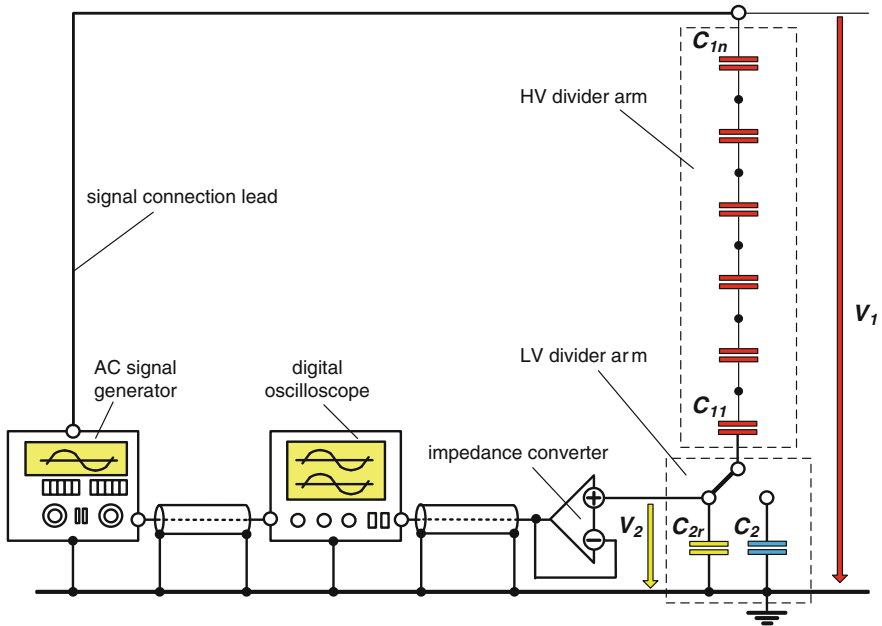 C1n
HV divider arm
signal connection lead
V1
LV divider arm
AC signal
generator
digital
oscilloscope
C11
impedance converter
V2
C2r
C2